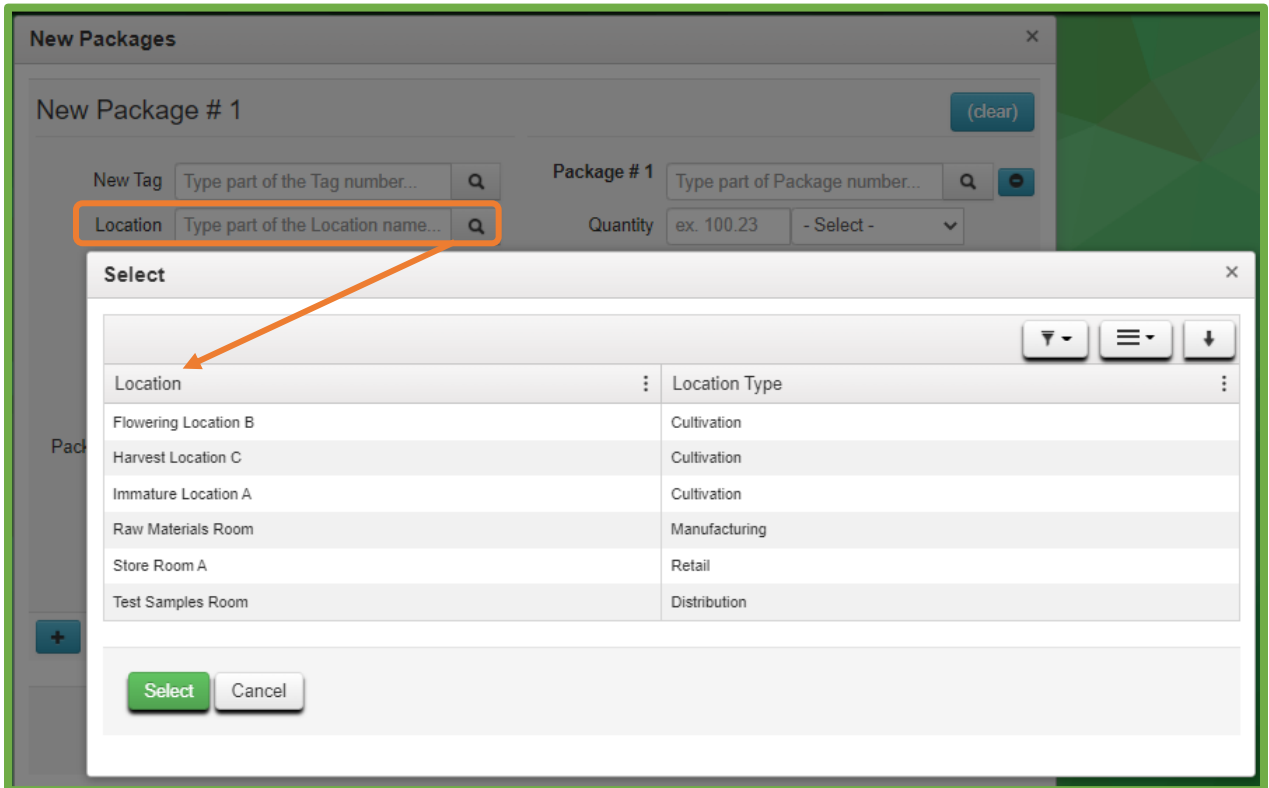 New Packages
New Package # 1
(clear)
New Tag Type part of the Tag number... Package # 1 Type part of Package number...
Location Type part of the Location name... Quantity ex. 100.23 - Select -
Select
Location Location Type
Flowering Location B Cultivation
Harvest Location C Cultivation
Immature Location A Cultivation
Raw Materials Room Manufacturing
Store Room A Retail
Test Samples Room Distribution
Select Cancel